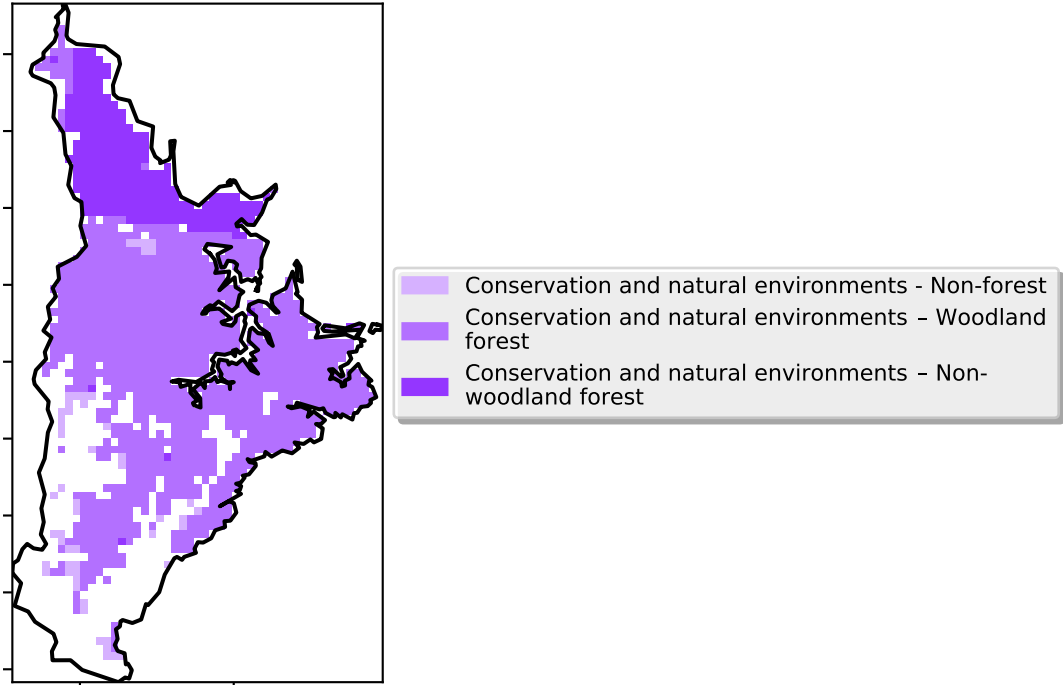 Conservation and natural environments - Non-forest
Conservation and natural environments – Woodland
forest
Conservation and natural environments – Non-
woodland forest